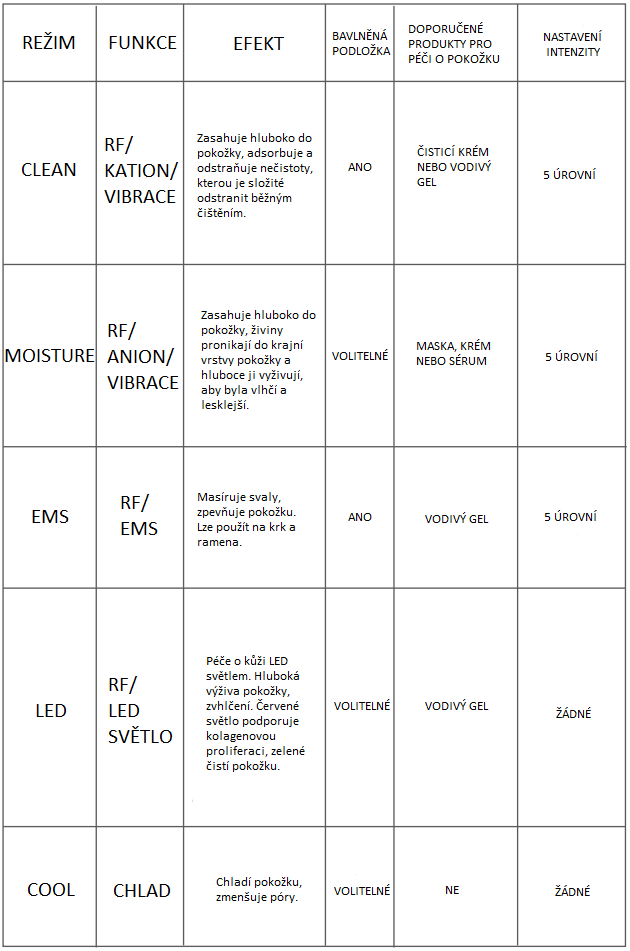 REŽIM
FUNKCE
EFEKT
BAVLNĚNÁ
PODLOŽKA
DOPORUČENÉ
PRODUKTY PRO
PÉČI O POKOŽKU
NASTAVENÍ
INTENZITY
CLEAN
RF/
KATION/
VIBRACE
Zasahuje hluboko do
pokožky, adsorbuje a
odstraňuje nečistoty,
kterou je složité
odstranit běžným
čištěním.
ANO
ČISTICÍ KRÉM
NEBO VODIVÝ
GEL
5 ÚROVNÍ
MOISTURE
RF/
ANION/
VIBRACE
Zasahuje hluboko do
pokožky, živiny
pronikají do krajní
vrstvy pokožky a
hluboce ji vyživují,
aby byla vlhčí a
lesklejší.
VOLITELNÉ
MASKA, KRÉM
NEBO SÉRUM
5 ÚROVNÍ
EMS
RF/
EMS
Masíruje svaly,
zpevňuje pokožku.
Lze použít na krk a
ramena.
ANO
VODIVÝ GEL
5 ÚROVNÍ
LED
RF/
LED
SVĚTLO
Péče o kůži LED
světlem. Hluboká
výživa pokožky,
zvhlčení. Červené
světlo podporuje
kolagenovou
proliferaci, zelené
čistí pokožku.
VOLITELNÉ
VODIVÝ GEL
ŽÁDNÉ
COOL
CHLAD
Chladí pokožku,
zmenšuje póry.
VOLITELNÉ
NE
ŽÁDNÉ